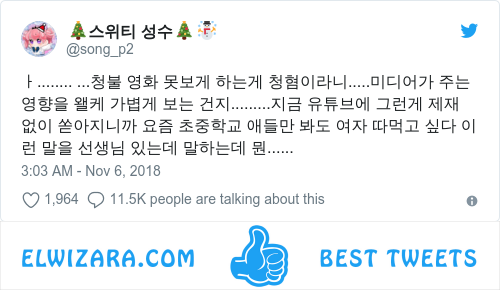 🎄스위티 성수🎄☃️
@song_p2
ㅏ........ ...청불 영화 못보게 하는게 청혐이라니.....미디어가 주는
영향을 왤케 가볍게 보는 건지.........지금 유튜브에 그런게 제재
없이 쏟아지니까 요즘 초중학교 애들만 봐도 여자 따먹고 싶다 이
런 말을 선생님 있는데 말하는데 뭔......
3:03 AM - Nov 6, 2018
1,964 11.5K people are talking about this
ELWIZARA.COM BEST TWEETS